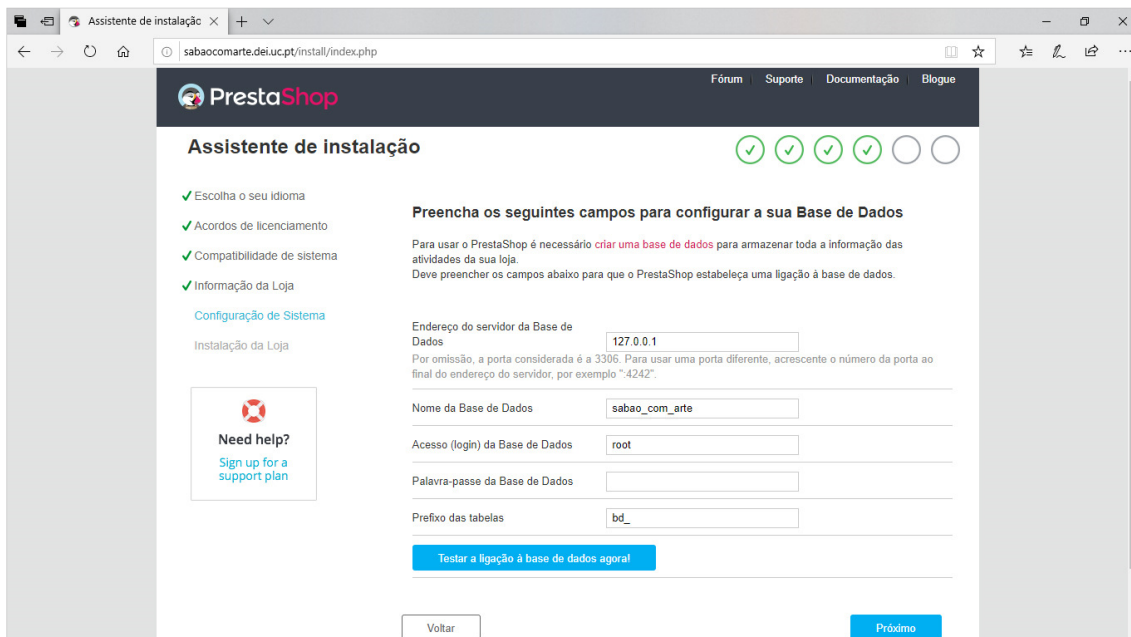 Assistente de instalação
sabaocomarte.dei.uc.pt/install/index.php
Fórum Suporte Documentação Blogue
PrestaShop
Assistente de instalação
Escolha o seu idioma
Acordos de licenciamento
Compatibilidade de sistema
Informação da Loja
Configuração de Sistema
Instalação da Loja
Need help?
Sign up for a
support plan
Preencha os seguintes campos para configurar a sua Base de Dados
Para usar o PrestaShop é necessário criar uma base de dados para armazenar toda a informação das
atividades da sua loja.
Deve preencher os campos abaixo para que o PrestaShop estabeleça uma ligação à base de dados.
Endereço do servidor da Base de
Dados 127.0.0.1
Por omissão, a porta considerada é a 3306. Para usar uma porta diferente, acrescente o número da porta ao
final do endereço do servidor, por exemplo ":4242".
Nome da Base de Dados sabao_com_arte
Acesso (login) da Base de Dados root
Palavra-passe da Base de Dados
Prefixo das tabelas bd_
Testar a ligação à base de dados agora!
Voltar Próximo